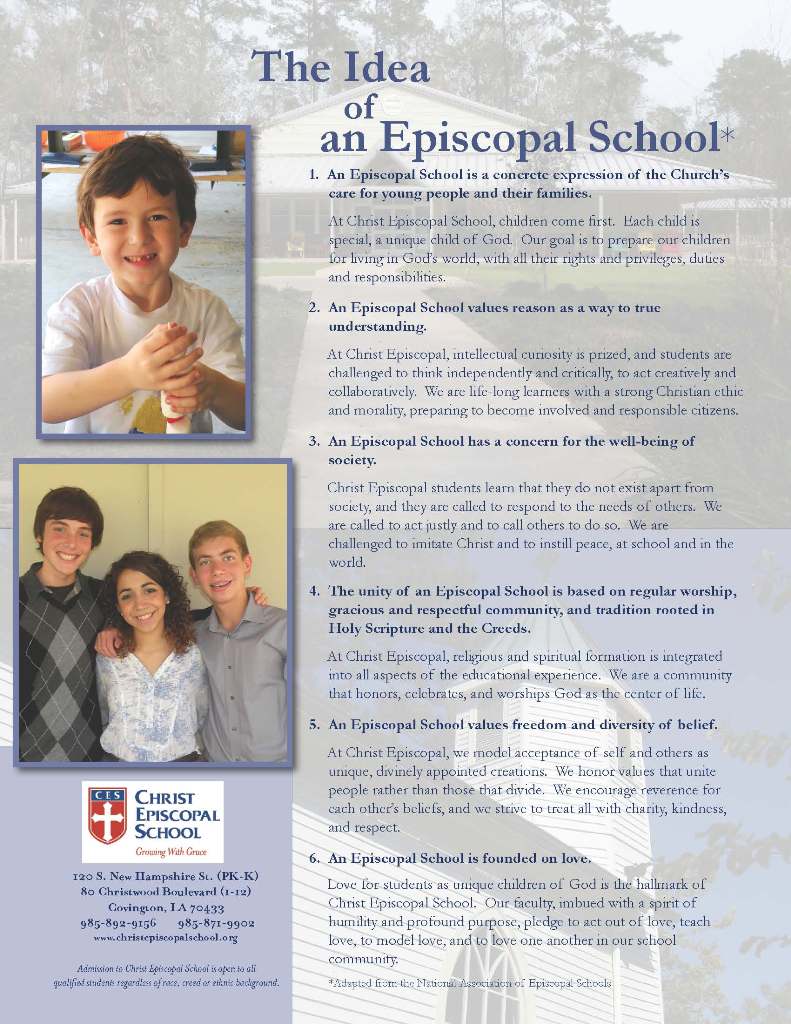 The Idea
of
an Episcopal School*
1. An Episcopal School is a concrete expression of the Church's
care for young people and their families.
At Christ Episcopal School, children come first. Each child is
special, a unique child of God. Our goal is to prepare our children
for living in God's world, with all their rights and privileges, duties
and responsibilities.
2. An Episcopal School values reason as a way to true
understanding.
At Christ Episcopal, intellectual curiosity is prized, and students are
challenged to think independently and critically, to act creatively and
collaboratively. We are life-long learners with a strong Christian ethic
and morality, preparing to become involved and responsible citizens.
3. An Episcopal School has a concern for the well-being of
society.
Christ Episcopal students learn that they do not exist apart from
society, and they are called to respond to the needs of others. We
are called to act justly and to call others to do so. We are
challenged to imitate Christ and to instill peace, at school and in the
world.
4. The unity of an Episcopal School is based on regular worship,
gracious and respectful community, and tradition rooted in
Holy Scripture and the Creeds.
At Christ Episcopal, religious and spiritual formation is integrated
into all aspects of the educational experience. We are a community
that honors, celebrates, and worships God as the center of life.
5. An Episcopal School values freedom and diversity of belief.
At Christ Episcopal, we model acceptance of self and others as
unique, divinely appointed creations. We honor values that unite
people rather than those that divide. We encourage reverence for
each other's beliefs, and we strive to treat all with charity, kindness,
and respect.
6. An Episcopal School is founded on love.
Love for students as unique children of God is the hallmark of
Christ Episcopal School. Our faculty, imbued with a spirit of
humility and profound purpose, pledge to act out of love, teach
love, to model love, and to love one another in our school
community.
*Adapted from the National Association of Episcopal Schools
CES
CHRIST
EPISCOPAL
SCHOOL
Growing With Grace
120 S. New Hampshire St. (PK-K)
80 Christwood Boulevard (1-12)
Covington, LA 70433
985-892-9156 985-871-9902
www.christepiscopalschool.org
Admission to Christ Episcopal School is open to all
qualified students regardless of race, creed or ethnic background.